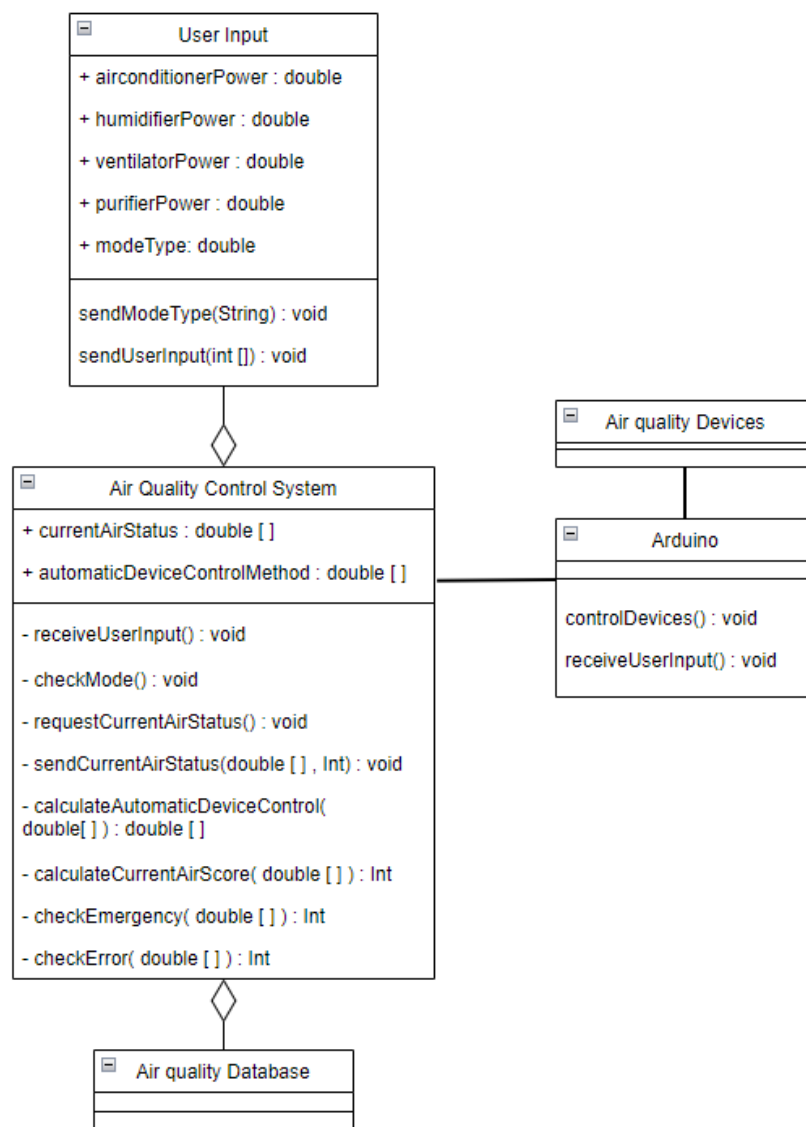 User Input
+ airconditionerPower : double
+ humidifierPower : double
+ ventilatorPower : double
+ purifierPower : double
+ modeType: double
sendModeType(String) : void
sendUserInput(int []) : void
Air Quality Control System
+ currentAirStatus : double [ ]
+ automaticDeviceControlMethod : double [ ]
- receiveUserInput() : void
- checkMode() : void
- requestCurrentAirStatus() : void
- sendCurrentAirStatus(double [ ] , Int) : void
- calculateAutomaticDeviceControl(
double[ ] ) : double [ ]
- calculateCurrentAirScore( double [ ] ) : Int
- checkEmergency( double [ ] ) : Int
- checkError( double [ ] ) : Int
Air quality Devices
Arduino
controlDevices() : void
receiveUserInput() : void
Air quality Database